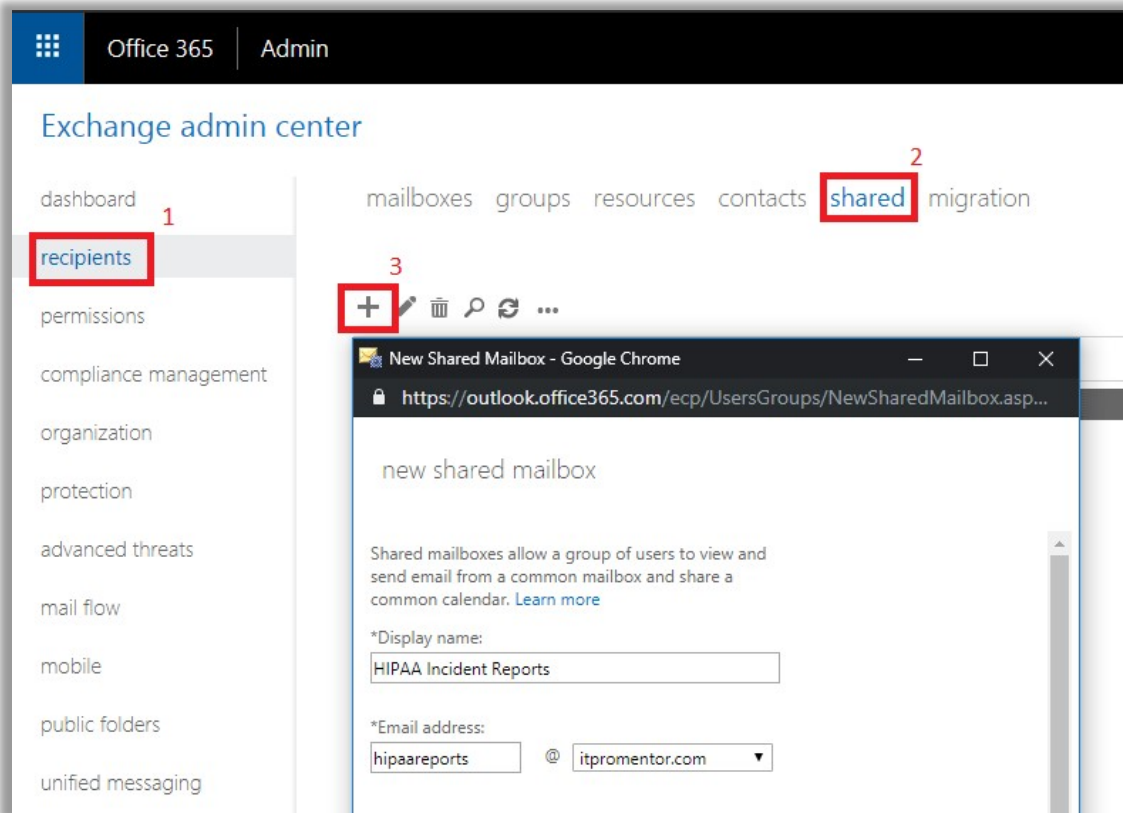 Office 365 Admin
Exchange admin center
dashboard
1
recipients
permissions
compliance management
organization
protection
advanced threats
mail flow
mobile
public folders
unified messaging
2
mailboxes groups resources contacts shared migration
3
New Shared Mailbox - Google Chrome
https://outlook.office365.com/ecp/UsersGroups/NewSharedMailbox.asp...
new shared mailbox
Shared mailboxes allow a group of users to view and
send email from a common mailbox and share a
common calendar. Learn more
*Display name:
HIPAA Incident Reports
*Email address:
hipaareports @ itpromentor.com